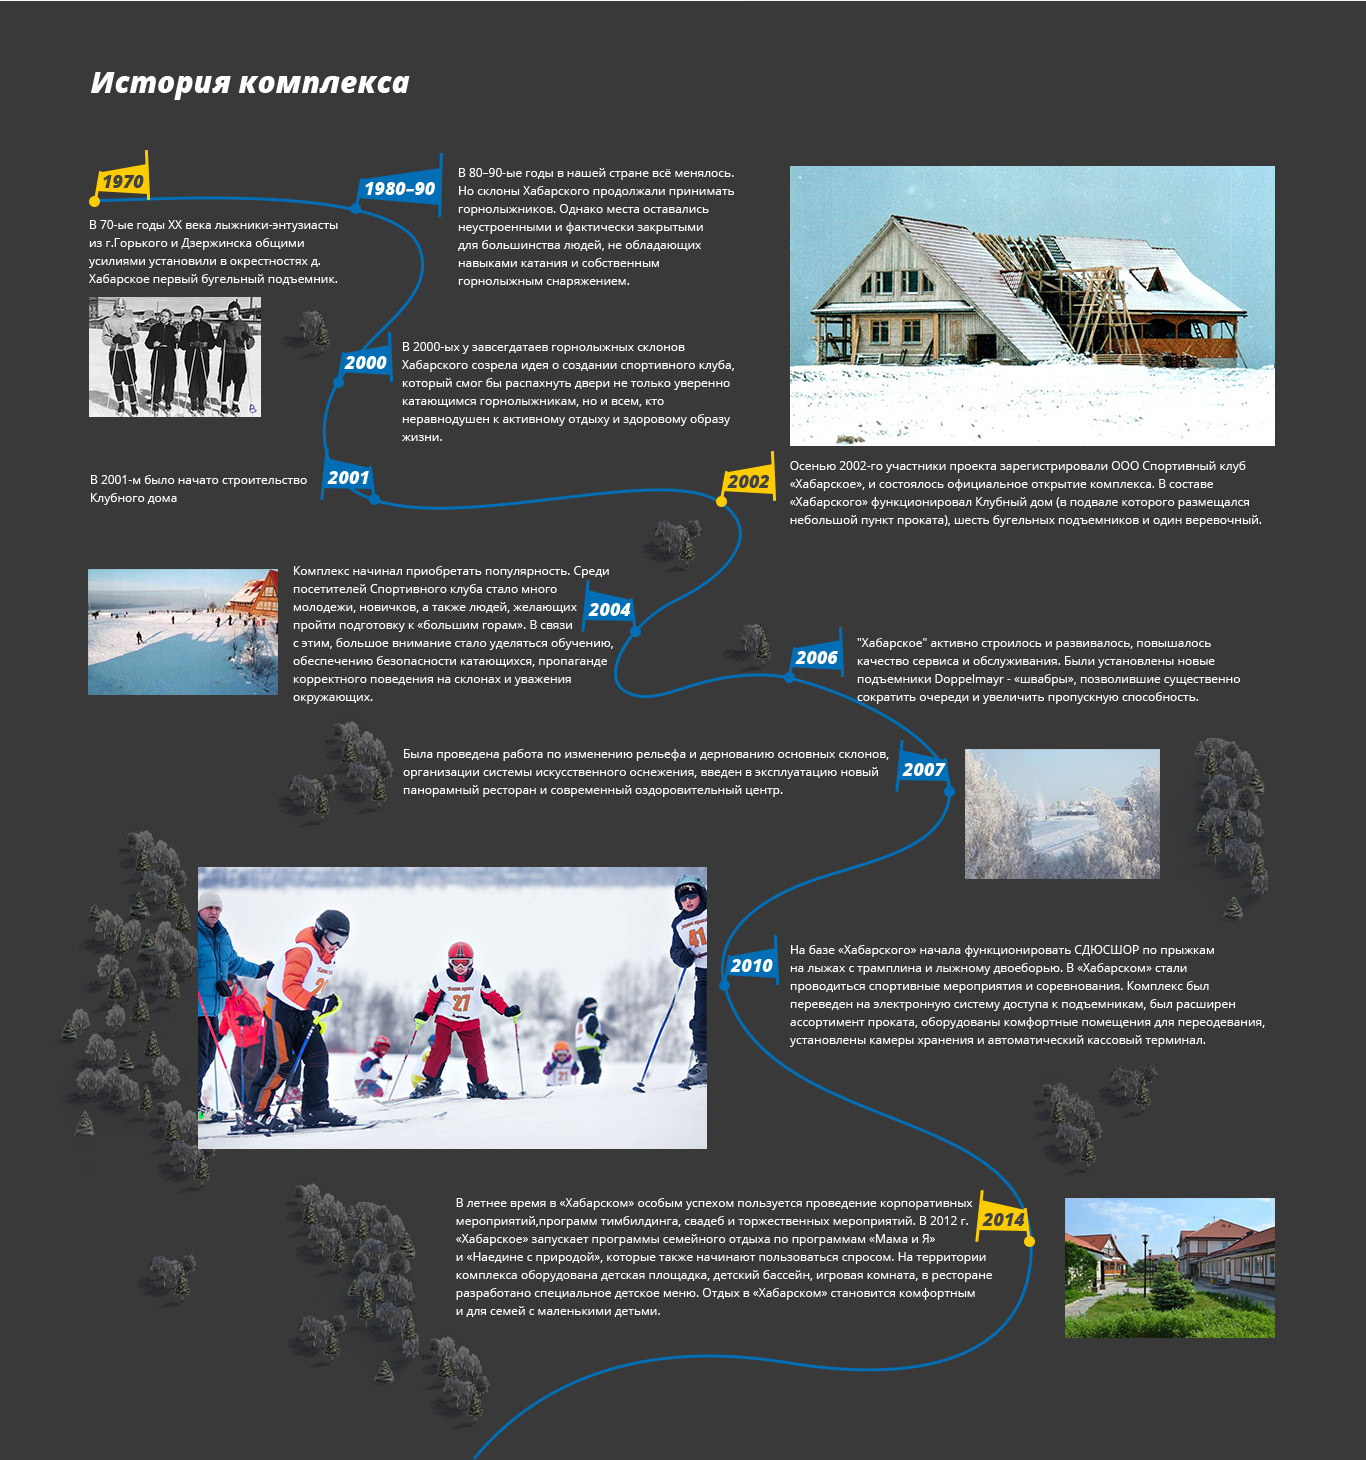 История комплекса
1970
В 70-ые годы XX века лыжники-энтузиасты
из г.Горького и Дзержинска общими
усилиями установили в окрестностях д.
Хабарское первый бугельный подъемник.
1980–90
В 80–90-ые годы в нашей стране всё менялось.
Но склоны Хабарского продолжали принимать
горнолыжников. Однако места оставались
неустроенными и фактически закрытыми
для большинства людей, не обладающих
навыками катания и собственным
горнолыжным снаряжением.
2000
В 2000-ых у завсегдатаев горнолыжных склонов
Хабарского созрела идея о создании спортивного клуба,
который смог бы распахнуть двери не только уверенно
катающимся горнолыжникам, но и всем, кто
неравнодушен к активному отдыху и здоровому образу
жизни.
2001
В 2001-м было начато строительство
Клубного дома
2002
Осенью 2002-го участники проекта зарегистрировали ООО Спортивный клуб
«Хабарское», и состоялось официальное открытие комплекса. В составе
«Хабарского» функционировал Клубный дом (в подвале которого размещался
небольшой пункт проката), шесть бугельных подъемников и один веревочный.
Комплекс начинал приобретать популярность. Среди
посетителей Спортивного клуба стало много
молодежи, новичков, а также людей, желающих
пройти подготовку к «большим горам». В связи
с этим, большое внимание стало уделяться обучению,
обеспечению безопасности катающихся, пропаганде
корректного поведения на склонах и уважения
окружающих.
2004
2006
"Хабарское" активно строилось и развивалось, повышалось
качество сервиса и обслуживания. Были установлены новые
подъемники Doppelmayr - «швабры», позволившие существенно
сократить очереди и увеличить пропускную способность.
Была проведена работа по изменению рельефа и дернованию основных склонов,
организации системы искусственного оснежения, введен в эксплуатацию новый
панорамный ресторан и современный оздоровительный центр.
2007
27
41
21
2010
На базе «Хабарского» начала функционировать СДЮСШОР по прыжкам
на лыжах с трамплина и лыжному двоеборью. В «Хабарском» стали
проводиться спортивные мероприятия и соревнования. Комплекс был
переведен на электронную систему доступа к подъемникам, был расширен
ассортимент проката, оборудованы комфортные помещения для переодевания,
установлены камеры хранения и автоматический кассовый терминал.
В летнее время в «Хабарском» особым успехом пользуется проведение корпоративных
мероприятий,программ тимбилдинга, свадеб и торжественных мероприятий. В 2012 г.
«Хабарское» запускает программы семейного отдыха по программам «Мама и Я»
и «Наедине с природой», которые также начинают пользоваться спросом. На территории
комплекса оборудована детская площадка, детский бассейн, игровая комната, в ресторане
разработано специальное детское меню. Отдых в «Хабарском» становится комфортным
и для семей с маленькими детьми.
2014